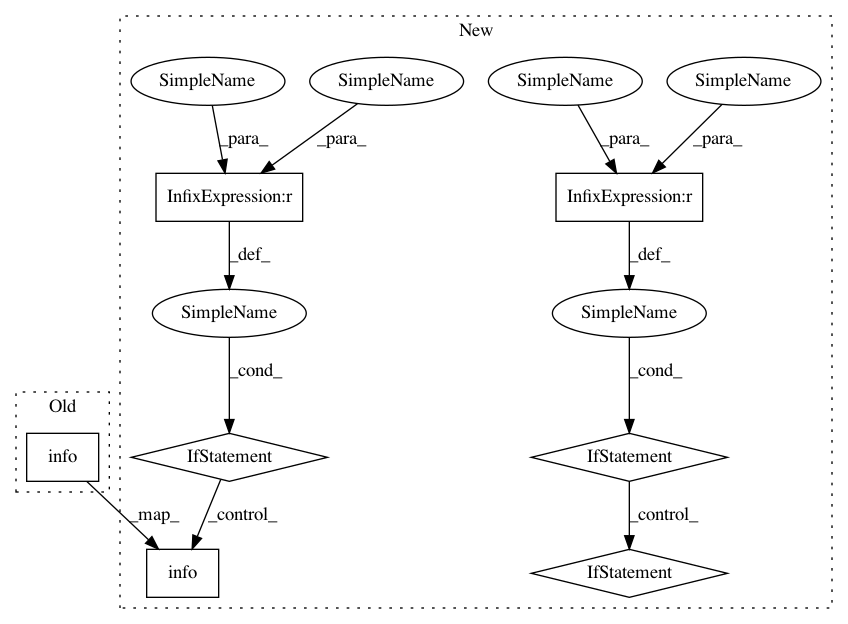 New
SimpleName
SimpleName
SimpleName
SimpleName
_para_
_para_
_para_
_para_
InfixExpression:r
InfixExpression:r
_def_
_def_
SimpleName
SimpleName
_cond_
_cond_
Old
info
IfStatement
IfStatement
_map_
_control_
_control_
info
IfStatement